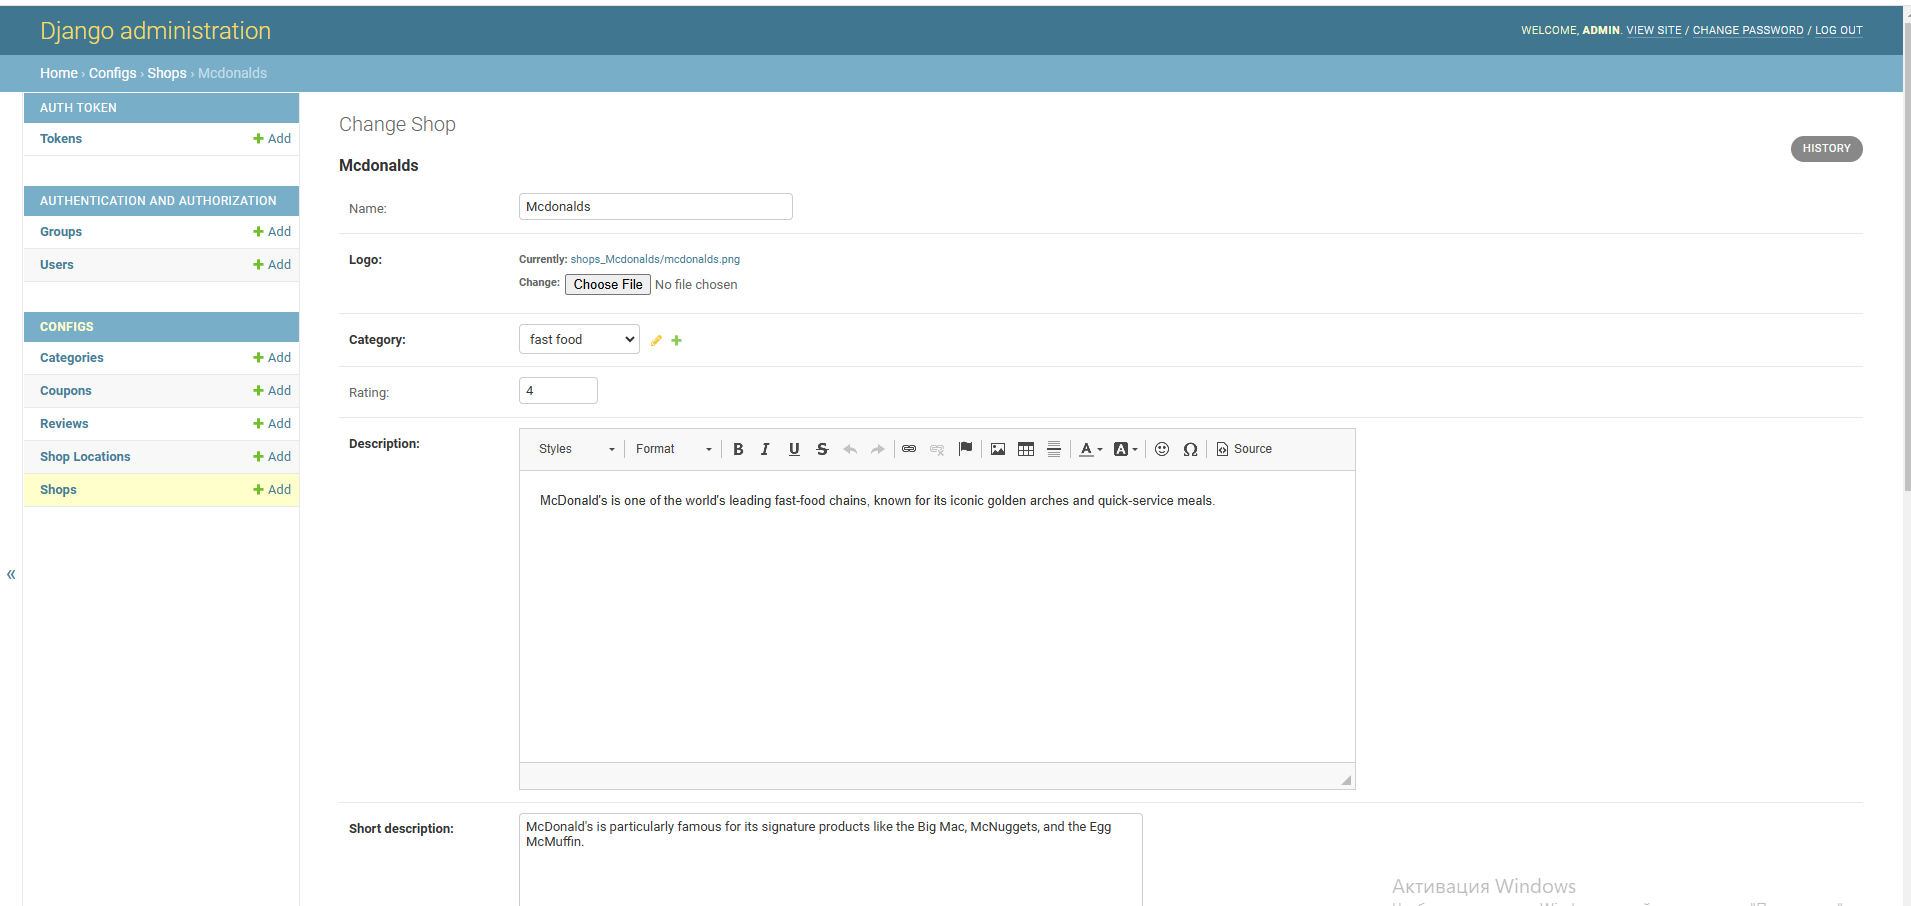 Django administration
WELCOME, ADMIN. VIEW SITE / CHANGE PASSWORD / LOG OUT
Home › Configs › Shops › Mcdonalds
AUTH TOKEN
Tokens
Add
AUTHENTICATION AND AUTHORIZATION
Groups
Add
Users
Add
CONFIGS
Categories
Add
Coupons
Add
Reviews
Add
Shop Locations
Add
Shops
Add
«
Change Shop
HISTORY
Mcdonalds
Name:
Mcdonalds
Logo:
Currently: shops_Mcdonalds/mcdonalds.png
Change: Choose File No file chosen
Category:
fast food
Rating:
4
Description:
Styles Format B I U S A A Ω Source
McDonald's is one of the world's leading fast-food chains, known for its iconic golden arches and quick-service meals.
Short description:
McDonald's is particularly famous for its signature products like the Big Mac, McNuggets, and the Egg
McMuffin.
Активация Windows